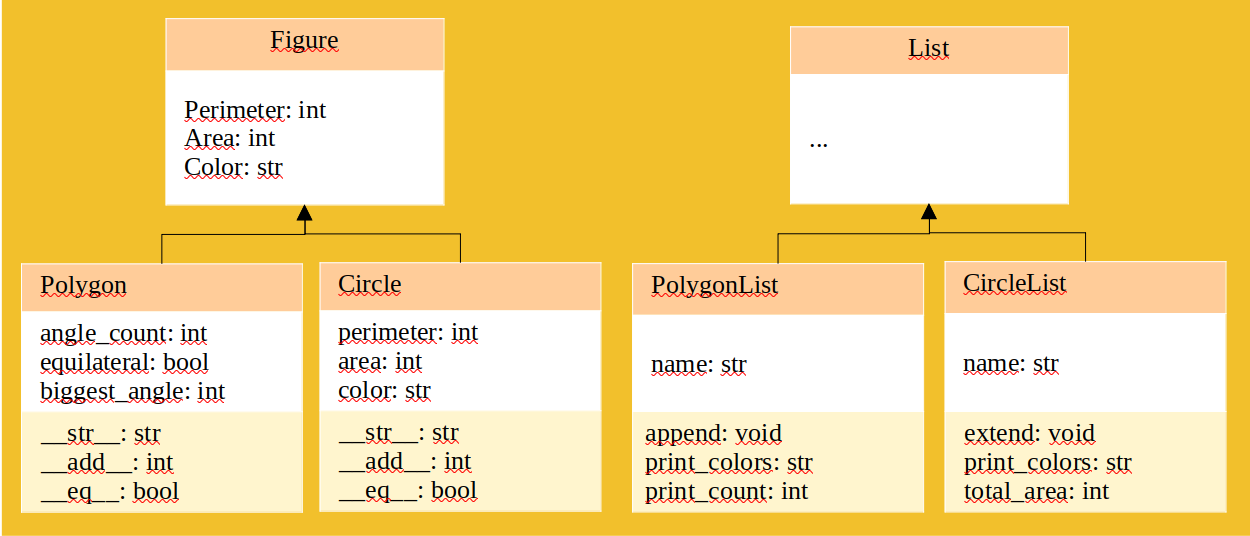 Figure
Perimeter: int
Area: int
Color: str
List
...
Polygon
angle_count: int
equilateral: bool
biggest_angle: int
__str__: str
__add__: int
__eq__: bool
Circle
perimeter: int
area: int
color: str
__str__: str
__add__: int
__eq__: bool
PolygonList
name: str
append: void
print_colors: str
print_count: int
CircleList
name: str
extend: void
print_colors: str
total_area: int